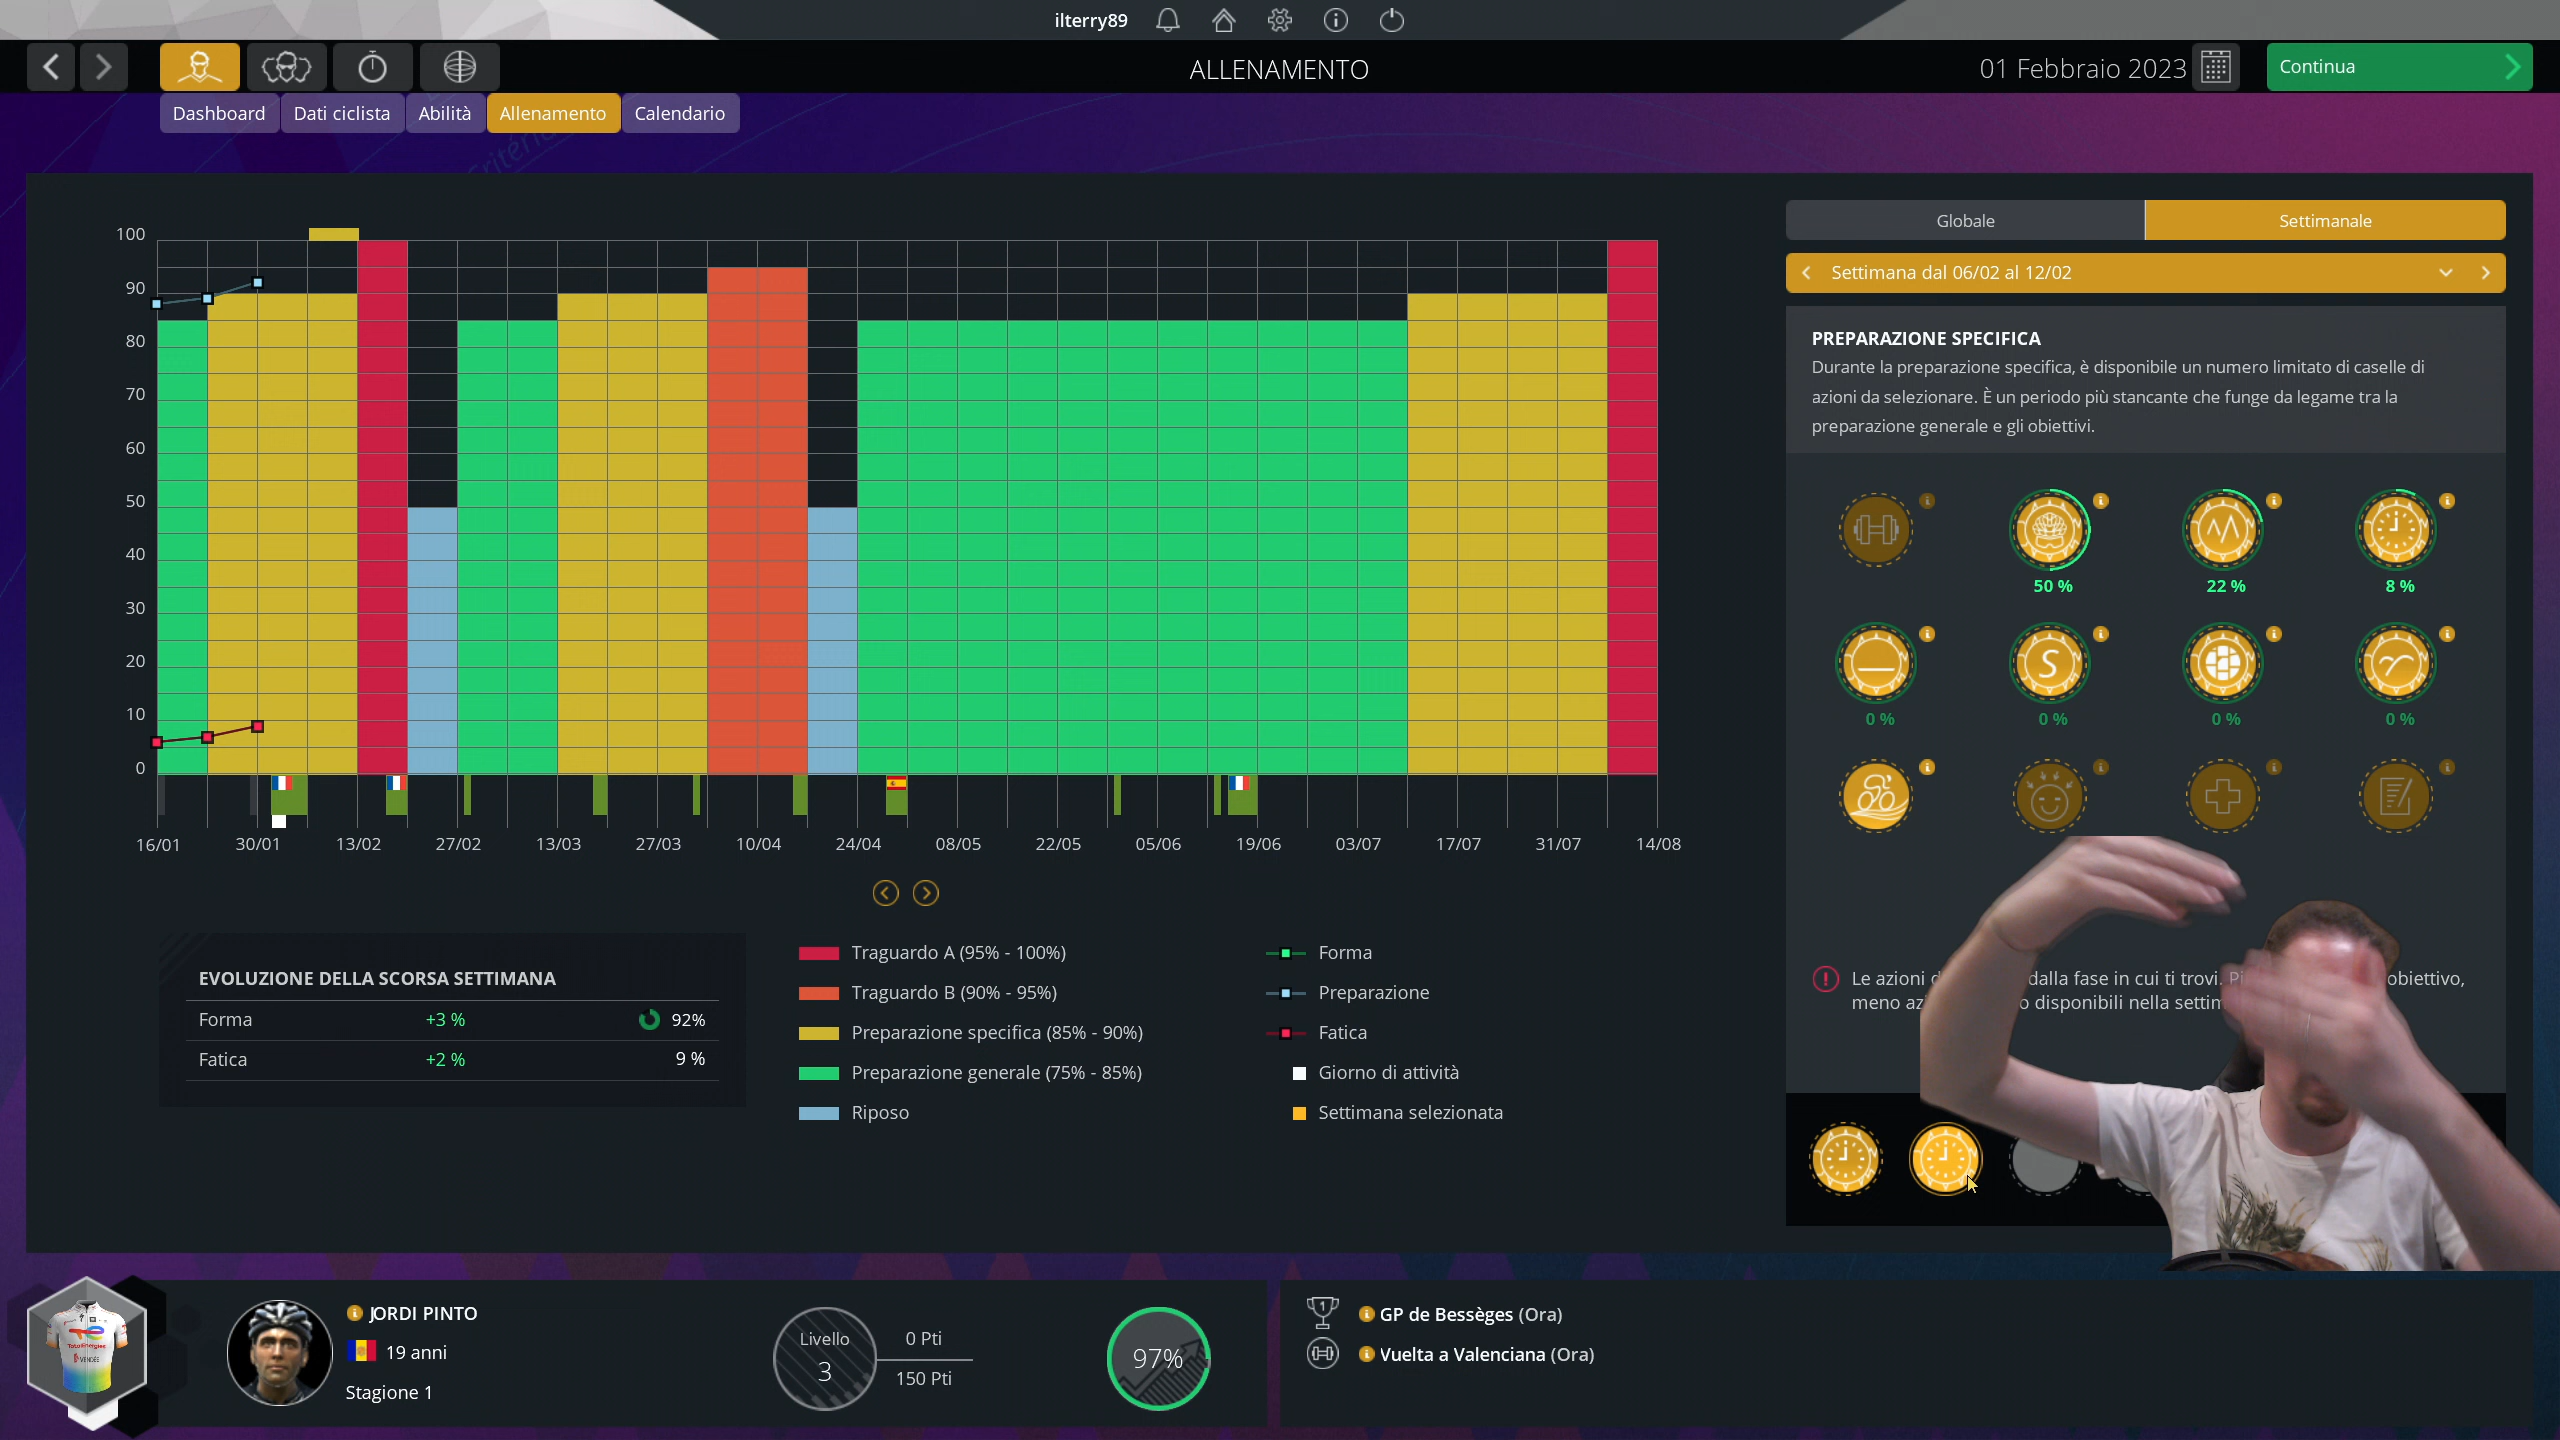 ilterry89
ALLENAMENTO
01 Febbraio 2023
Continua
Dashboard
Dati ciclista
Abilità
Allenamento
Calendario
Globale
Settimanale
Settimana dal 06/02 al 12/02
PREPARAZIONE SPECIFICA
Durante la preparazione specifica, è disponibile un numero limitato di caselle di
azioni da selezionare. È un periodo più stancante che funge da legame tra la
preparazione generale e gli obiettivi.
50 %
22 %
8 %
0 %
0 %
0 %
0 %
Le azioni dalla fase in cui ti trovi. obiettivo,
meno disponibili nella
100
90
80
70
60
50
40
30
20
10
0
16/01
30/01
13/02
27/02
13/03
27/03
10/04
24/04
08/05
22/05
05/06
19/06
03/07
17/07
31/07
14/08
EVOLUZIONE DELLA SCORSA SETTIMANA
Forma +3 % 92%
Fatica +2 % 9 %
Traguardo A (95% - 100%)
Traguardo B (90% - 95%)
Preparazione specifica (85% - 90%)
Preparazione generale (75% - 85%)
Riposo
Forma
Preparazione
Fatica
Giorno di attività
Settimana selezionata
JORDI PINTO
19 anni
Stagione 1
Livello
3
0 Pti
150 Pti
97%
GP de Bessèges (Ora)
Vuelta a Valenciana (Ora)